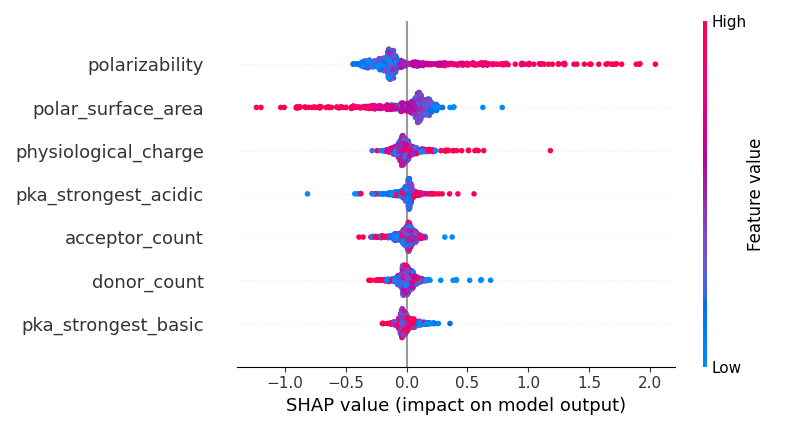 High
polarizability
polar_surface_area
physiological_charge
pka_strongest_acidic
acceptor_count
donor_count
pka_strongest_basic
Feature value
Low
−1.0 −0.5 0.0 0.5 1.0 1.5 2.0
SHAP value (impact on model output)